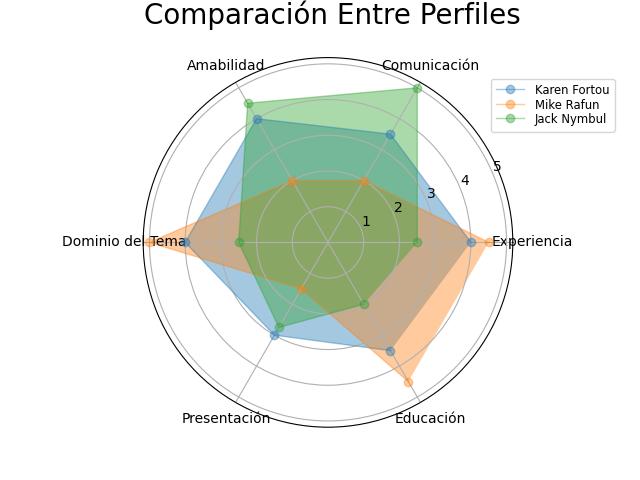 Comparación Entre Perfiles
Amabilidad
Comunicación
Karen Fortou
Mike Rafun
Jack Nymbul
5
4
3
2
1
Dominio del Tema
Experiencia
Presentación
Educación